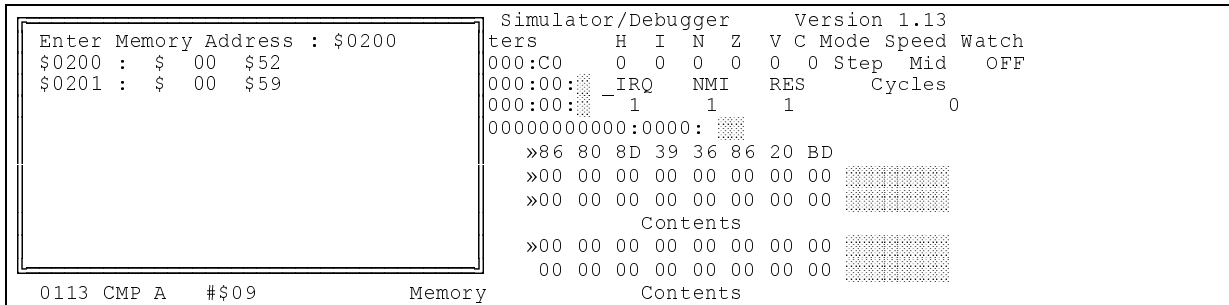 Simulator/Debugger Version 1.13
Enter Memory Address : $0200 ters H I N Z V C Mode Speed Watch
$0200 : $ 00 $52 000:C0 0 0 0 0 0 0 Step Mid OFF
$0201 : $ 00 $59 000:00: _IRQ NMI RES Cycles
000:00: 1 1 1 0
00000000000:0000:
»86 80 8D 39 36 86 20 BD
»00 00 00 00 00 00 00 00
»00 00 00 00 00 00 00 00
Contents
»00 00 00 00 00 00 00 00
00 00 00 00 00 00 00 00
0113 CMP A #$09 Memory Contents